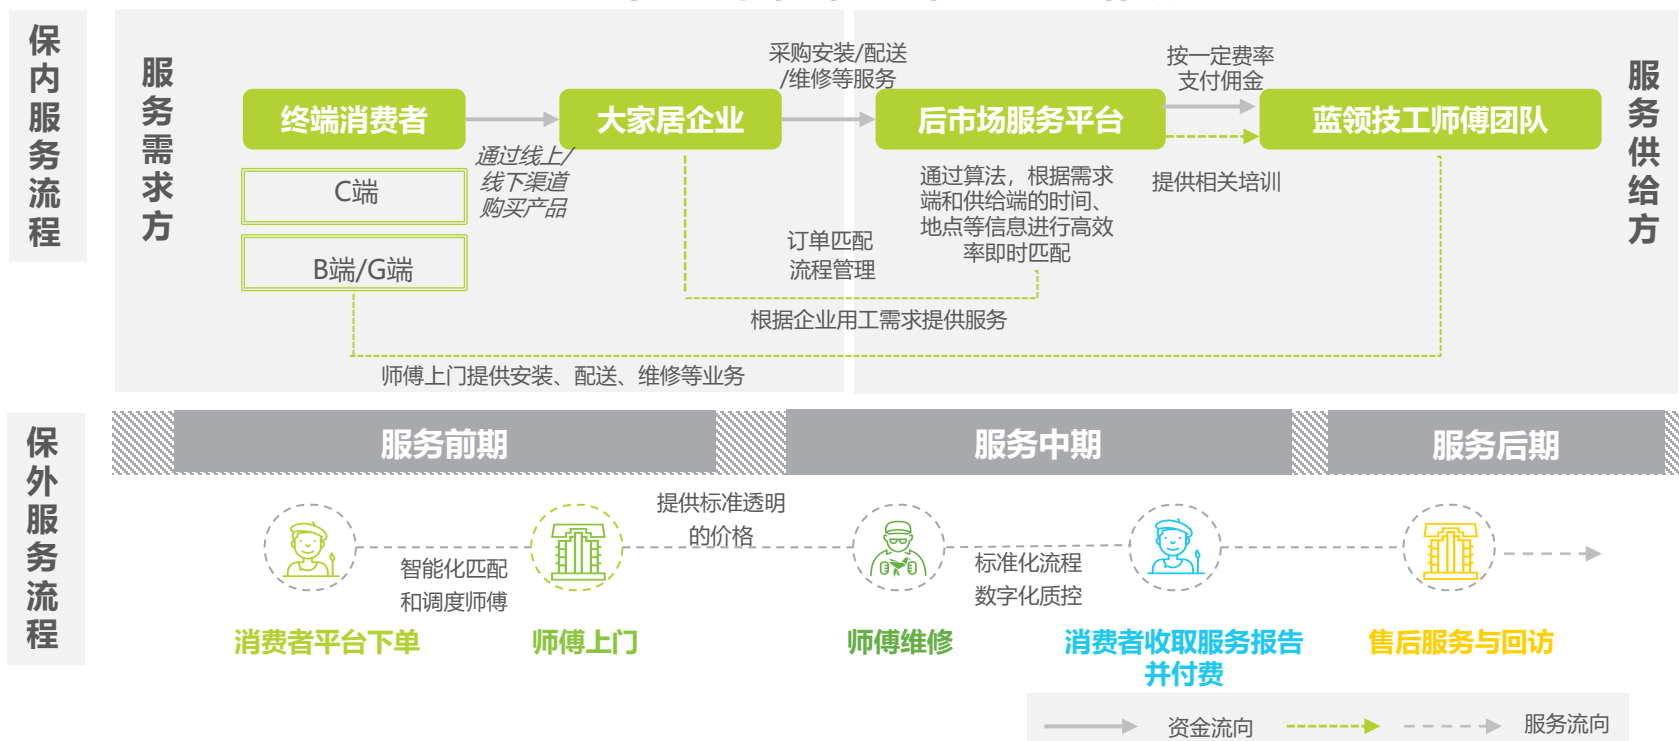 保内服务流程
服务需求方
采购安装/配送
/维修等服务
按一定费率
支付佣金
服务供给方
终端消费者
大家居企业
后市场服务平台
蓝领技工师傅团队
通过线上/
线下渠道
购买产品
C端
B端/G端
通过算法，根据需求
端和供给端的时间、
地点等信息进行高效
率即时匹配
提供相关培训
订单匹配
流程管理
根据企业用工需求提供服务
师傅上门提供安装、配送、维修等业务
保外服务流程
服务前期
服务中期
服务后期
提供标准透明
的价格
智能化匹配
和调度师傅
标准化流程
数字化质控
消费者平台下单
师傅上门
师傅维修
消费者收取服务报告
并付费
售后服务与回访
资金流向
服务流向